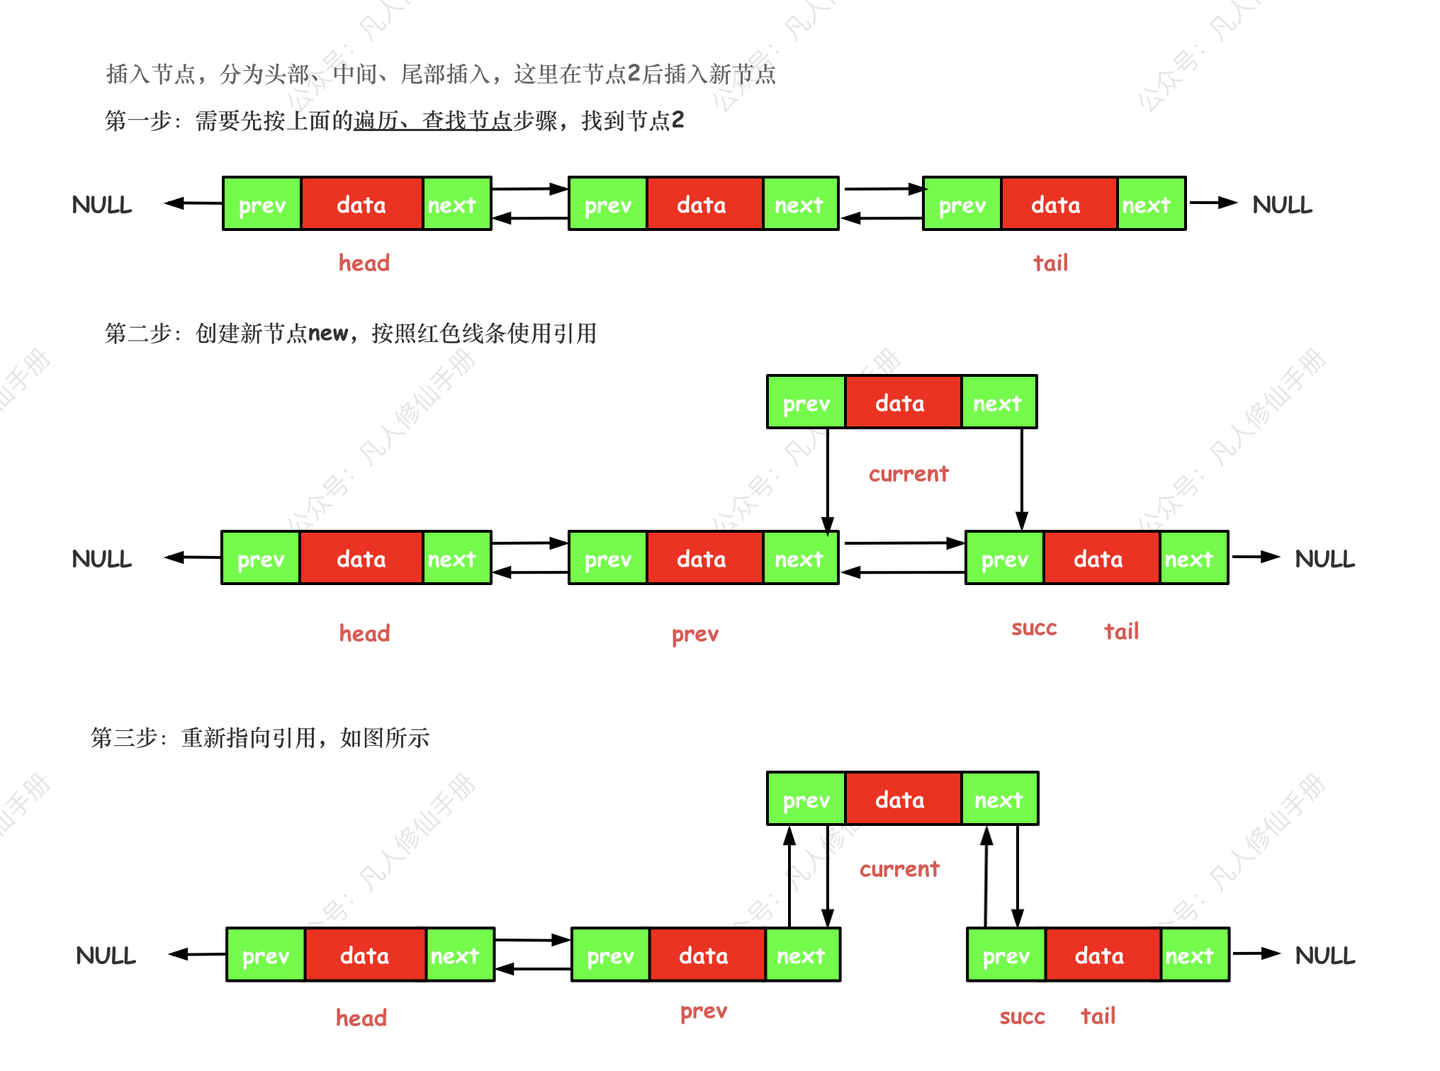 插入节点，分为头部、中间、尾部插入，这里在节点2后插入新节点
第一步：需要先按上面的遍历、查找节点步骤，找到节点2
NULL prev data next prev data next prev data next NULL
head tail
第二步：创建新节点new，按照红色线条使用引用
prev data next
current
NULL prev data next prev data next prev data next NULL
head prev succ tail
第三步：重新指向引用，如图所示
prev data next
current
NULL prev data next prev data next prev data next NULL
head prev succ tail
公众号：凡人修仙手册